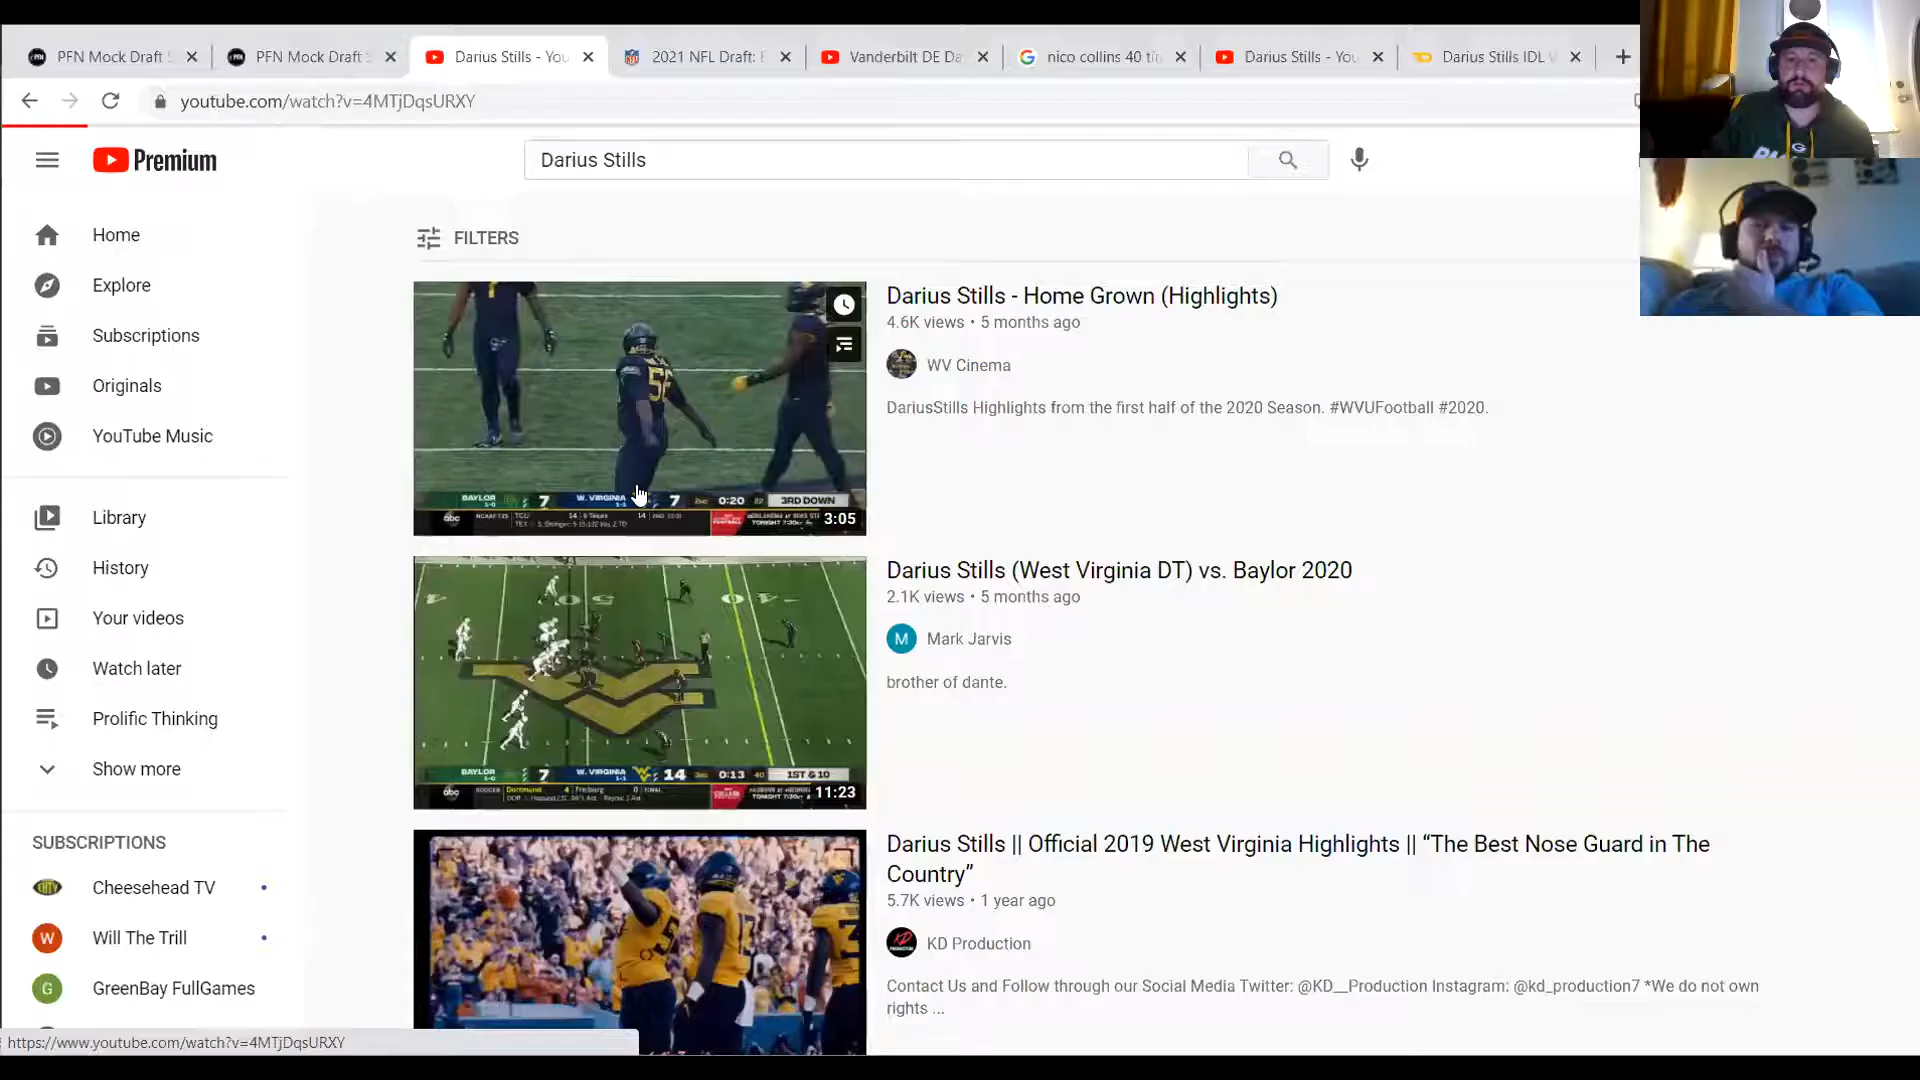 PFN Mock Draft
PFN Mock Draft
Darius Stills - You
2021 NFL Draft:
Vanderbilt DE Da
nico collins 40 ti
Darius Stills - You
Darius Stills IDL
youtube.com/watch?v=4MTjDqsURXY
Premium
Darius Stills
Home
Explore
Subscriptions
Originals
YouTube Music
Library
History
Your videos
Watch later
Prolific Thinking
Show more
SUBSCRIPTIONS
Cheesehead TV
W Will The Trill
G GreenBay FullGames
https://www.youtube.com/watch?v=4MTjDqsURXY
FILTERS
BAYLOR 7 W. VIRGINIA 7 0:20 3RD DOWN
abc
3:05
Darius Stills - Home Grown (Highlights)
4.6K views • 5 months ago
WV Cinema
DariusStills Highlights from the first half of the 2020 Season. #WVUFootball #2020.
BAYLOR 7 W. VIRGINIA 14 0:13 40 1ST & 10
abc
11:23
Darius Stills (West Virginia DT) vs. Baylor 2020
2.1K views • 5 months ago
M Mark Jarvis
brother of dante.
Darius Stills || Official 2019 West Virginia Highlights || “The Best Nose Guard in The
Country”
5.7K views • 1 year ago
KD Production
Contact Us and Follow through our Social Media Twitter: @KD__Production Instagram: @kd_production7 *We do not own
rights ...